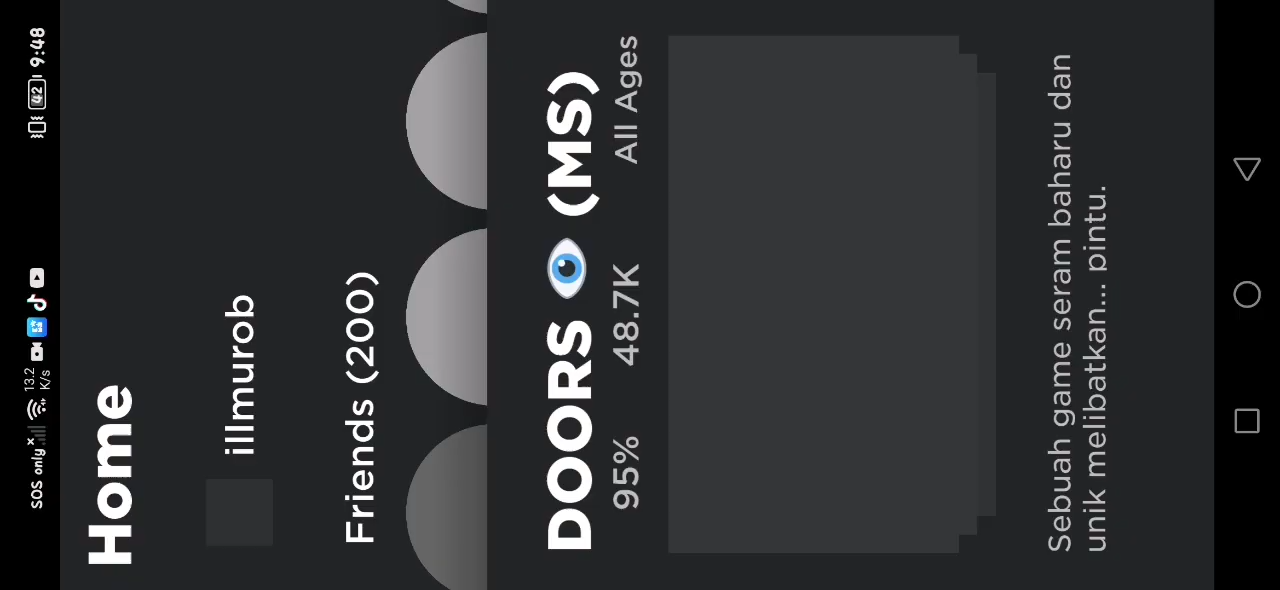 SOS only 13.2 K/s 42 9:48
Home
illmurob
Friends (200)
DOORS 👁 (MS)
95% 48.7K All Ages
Sebuah game seram baharu dan
unik melibatkan... pintu.